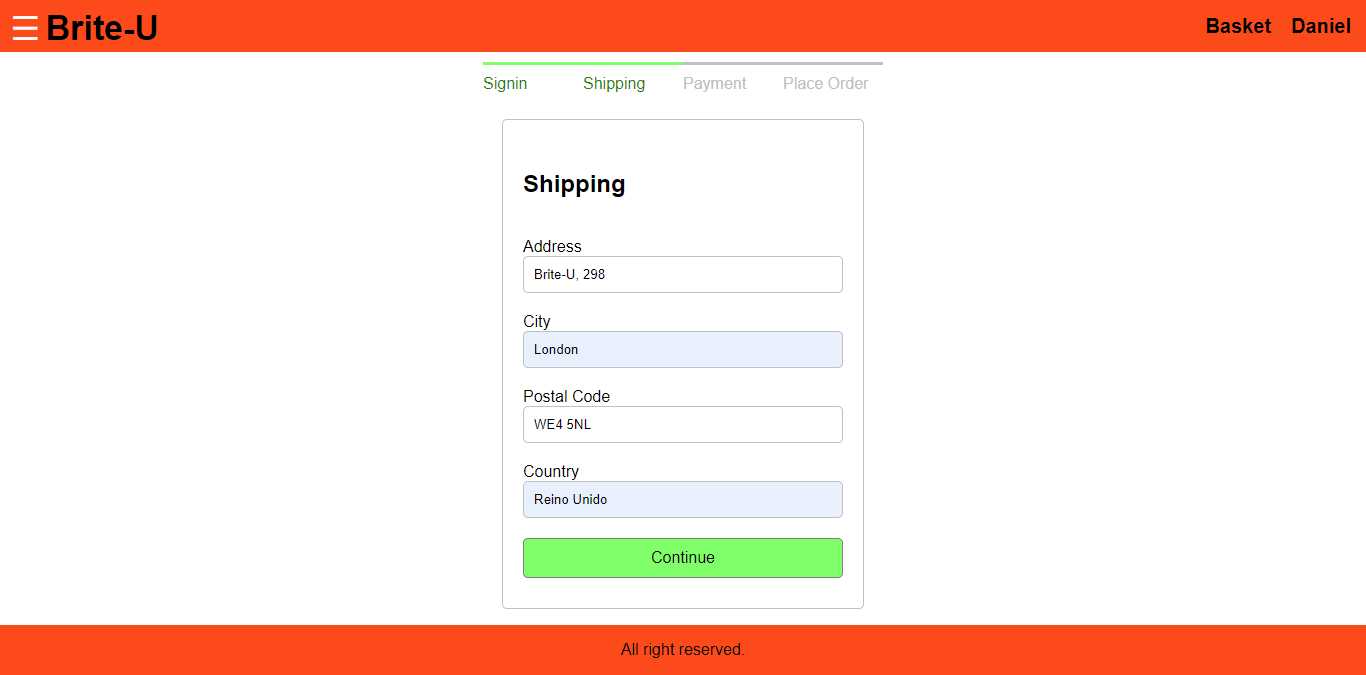 ☰ Brite-U
Basket Daniel
Signin Shipping Payment Place Order
Shipping
Address
Brite-U, 298
City
London
Postal Code
WE4 5NL
Country
Reino Unido
Continue
All right reserved.